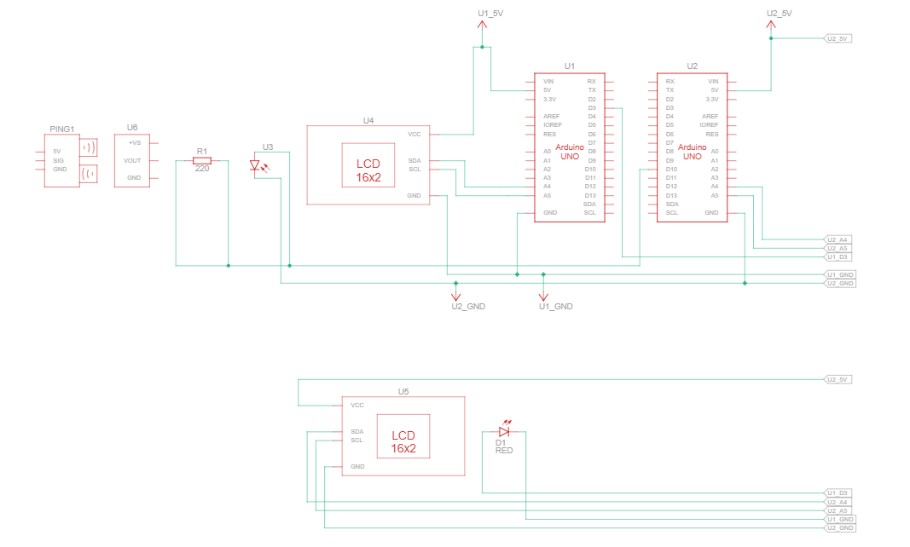 U1_5V
U2_5V
U2_5V
U1
U2
VIN
5V
3.3V
AREF
IOREF
RES
A0
A1
A2
A3
A4
A5
GND
RX
TX
D2
D3
D4
D5
D6
D7
D8
D9
D10
D11
D12
D13
SDA
SCL
Arduino
UNO
RX
TX
D2
D3
D4
D5
D6
D7
D8
D9
D10
D11
D12
D13
SDA
SCL
VIN
5V
3.3V
AREF
IOREF
RES
A0
A1
A2
A3
A4
A5
GND
Arduino
UNO
PING1
5V
SIG
GND
U6
+VS
VOUT
GND
R1
220
U3
U4
VCC
SDA
SCL
GND
LCD
16x2
U2_A4
U2_A5
U1_D3
U1_GND
U2_GND
U2_GND
U1_GND
U2_5V
U5
VCC
SDA
SCL
GND
LCD
16x2
D1
RED
U1_D3
U2_A4
U2_A5
U1_GND
U2_GND